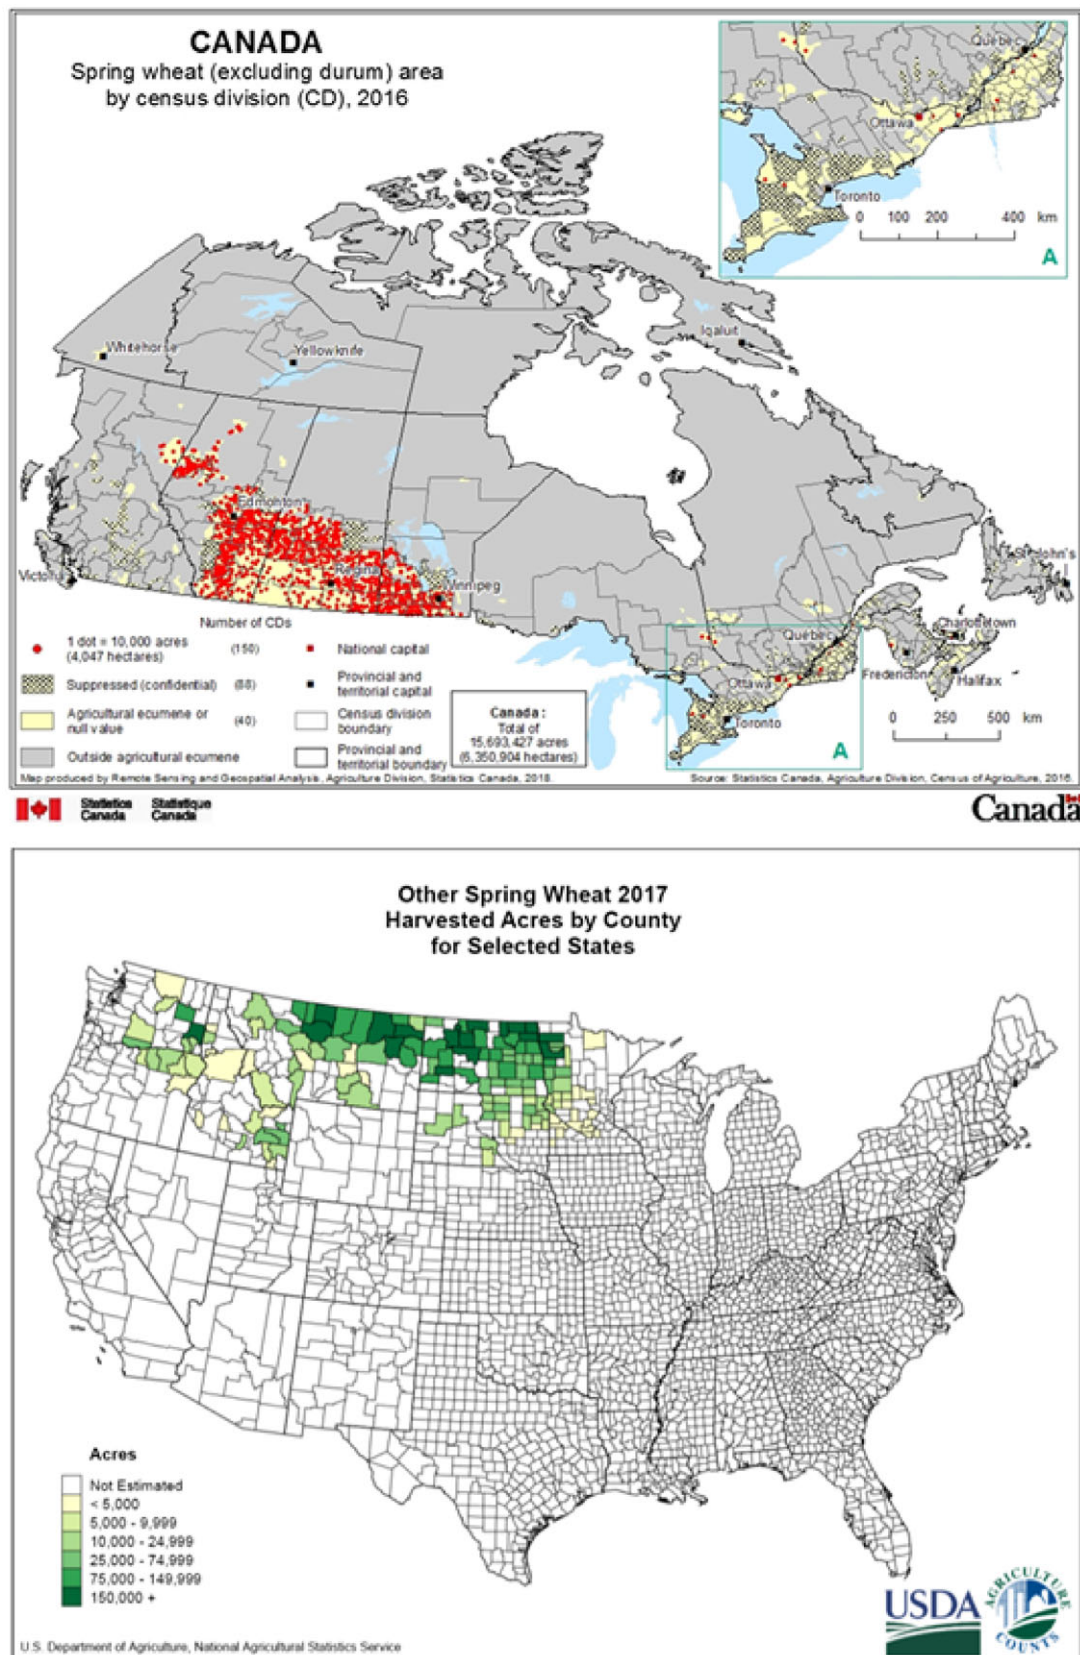 CANADA
Spring wheat (excluding durum) area
by census division (CD), 2016
Québec
Ottawa
Toronto
0 100 200 400 km
A
Whitehorse
Yellowknife
Iqaluit
Edmonton
Regina
Winnipeg
Victoria
St. John's
Charlottetown
Québec
Fredericton
Halifax
Ottawa
Toronto
0 250 500 km
A
Number of CDs
1 dot = 10,000 acres
(4,047 hectares)
(150)
Suppressed (confidential)
(88)
Agricultural ecumene or
null value
(40)
Outside agricultural ecumene
National capital
Provincial and
territorial capital
Census division
boundary
Provincial and
territorial boundary
Canada:
Total of
15,693,427 acres
(6,350,904 hectares)
Map produced by Remote Sensing and Geospatial Analysis, Agriculture Division, Statistics Canada, 2018.
Source: Statistics Canada, Agriculture Division, Census of Agriculture, 2016.
Statistics Canada
Statistique Canada
Canada
Other Spring Wheat 2017
Harvested Acres by County
for Selected States
Acres
Not Estimated
< 5,000
5,000 - 9,999
10,000 - 24,999
25,000 - 74,999
75,000 - 149,999
150,000 +
USDA
AGRICULTURE
COUNTS
U.S. Department of Agriculture, National Agricultural Statistics Service